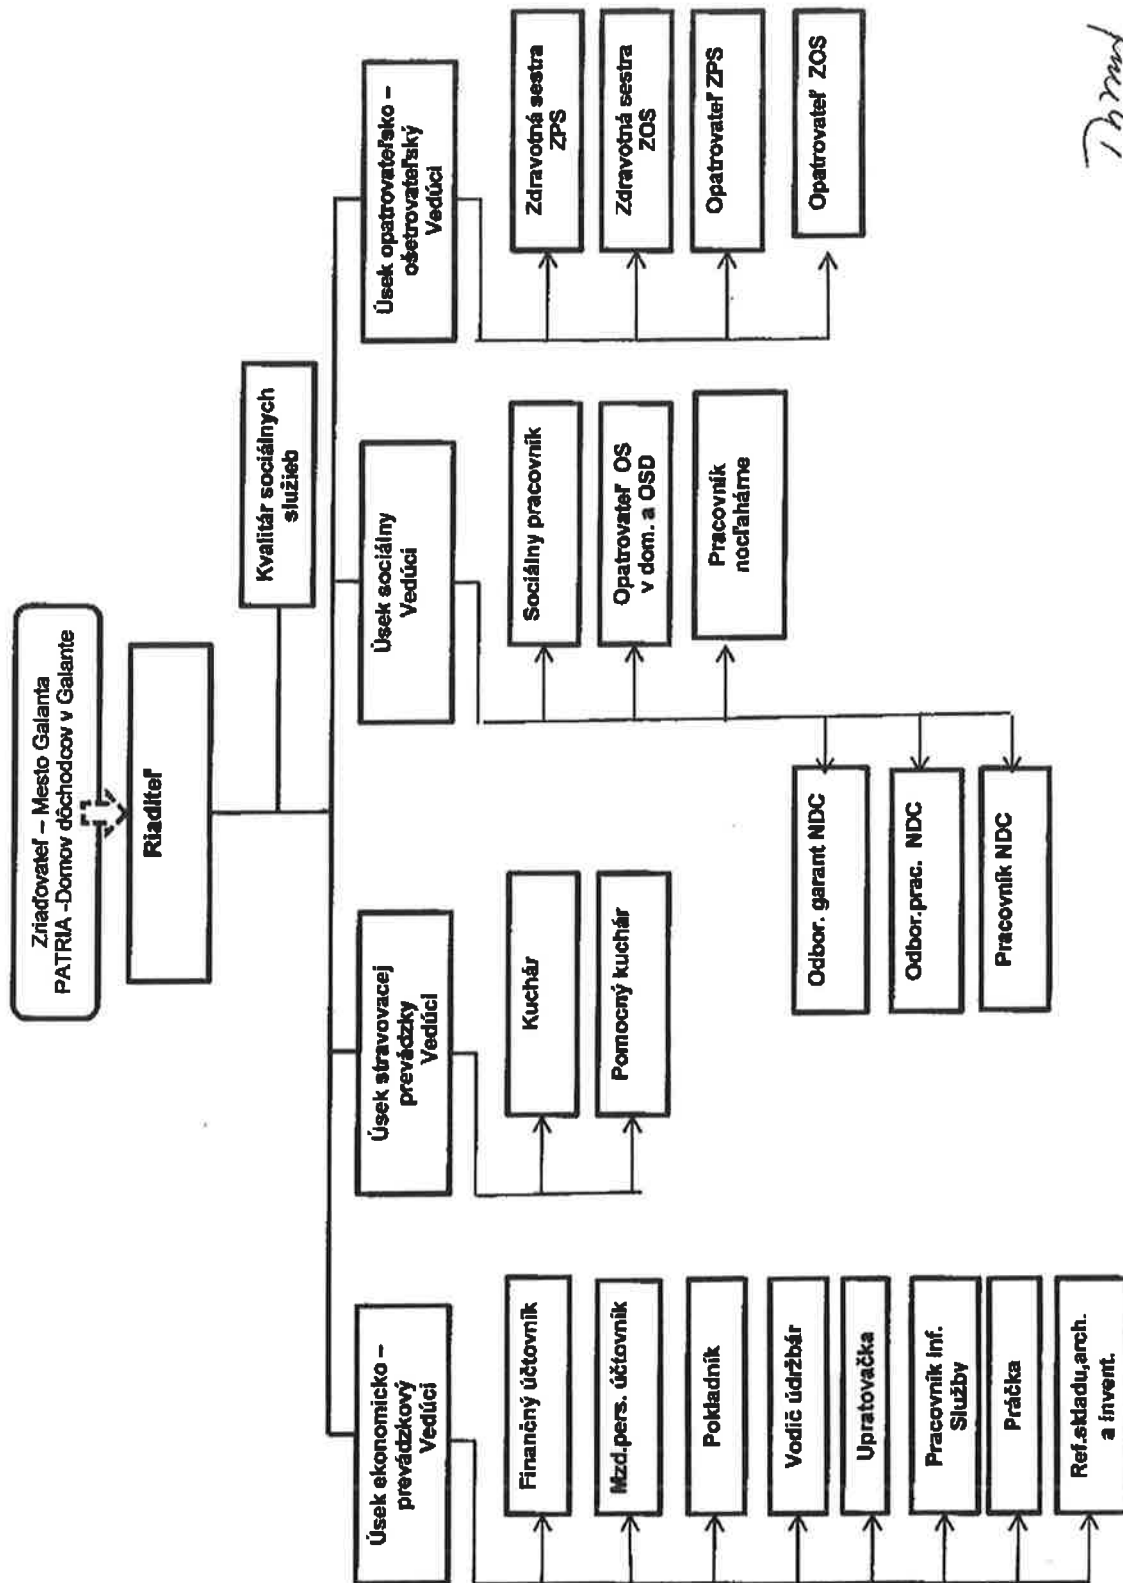 Zriaďovateľ – Mesto Galanta
PATRIA -Domov dôchodcov v Galante
Riaditeľ
Kvalitár sociálnych
služieb
Úsek ekonomicko –
prevádzkový
Vedúci
Finančný účtovník
Mzd.pers. účtovník
Pokladník
Vodič údržbár
Upratovačka
Pracovník inf.
Služby
Práčka
Ref.skladu,arch.
a invent.
Úsek stravovacej
prevádzky
Vedúci
Kuchár
Pomocný kuchár
Úsek sociálny
Vedúci
Sociálny pracovník
Opatrovateľ OS
v dom. a OSD
Pracovník
nocľahárne
Odbor. garant NDC
Odbor.prac. NDC
Pracovník NDC
Úsek opatrovateľsko –
ošetrovateľský
Vedúci
Zdravotná sestra
ZPS
Zdravotná sestra
ZOS
Opatrovateľ ZPS
Opatrovateľ ZOS